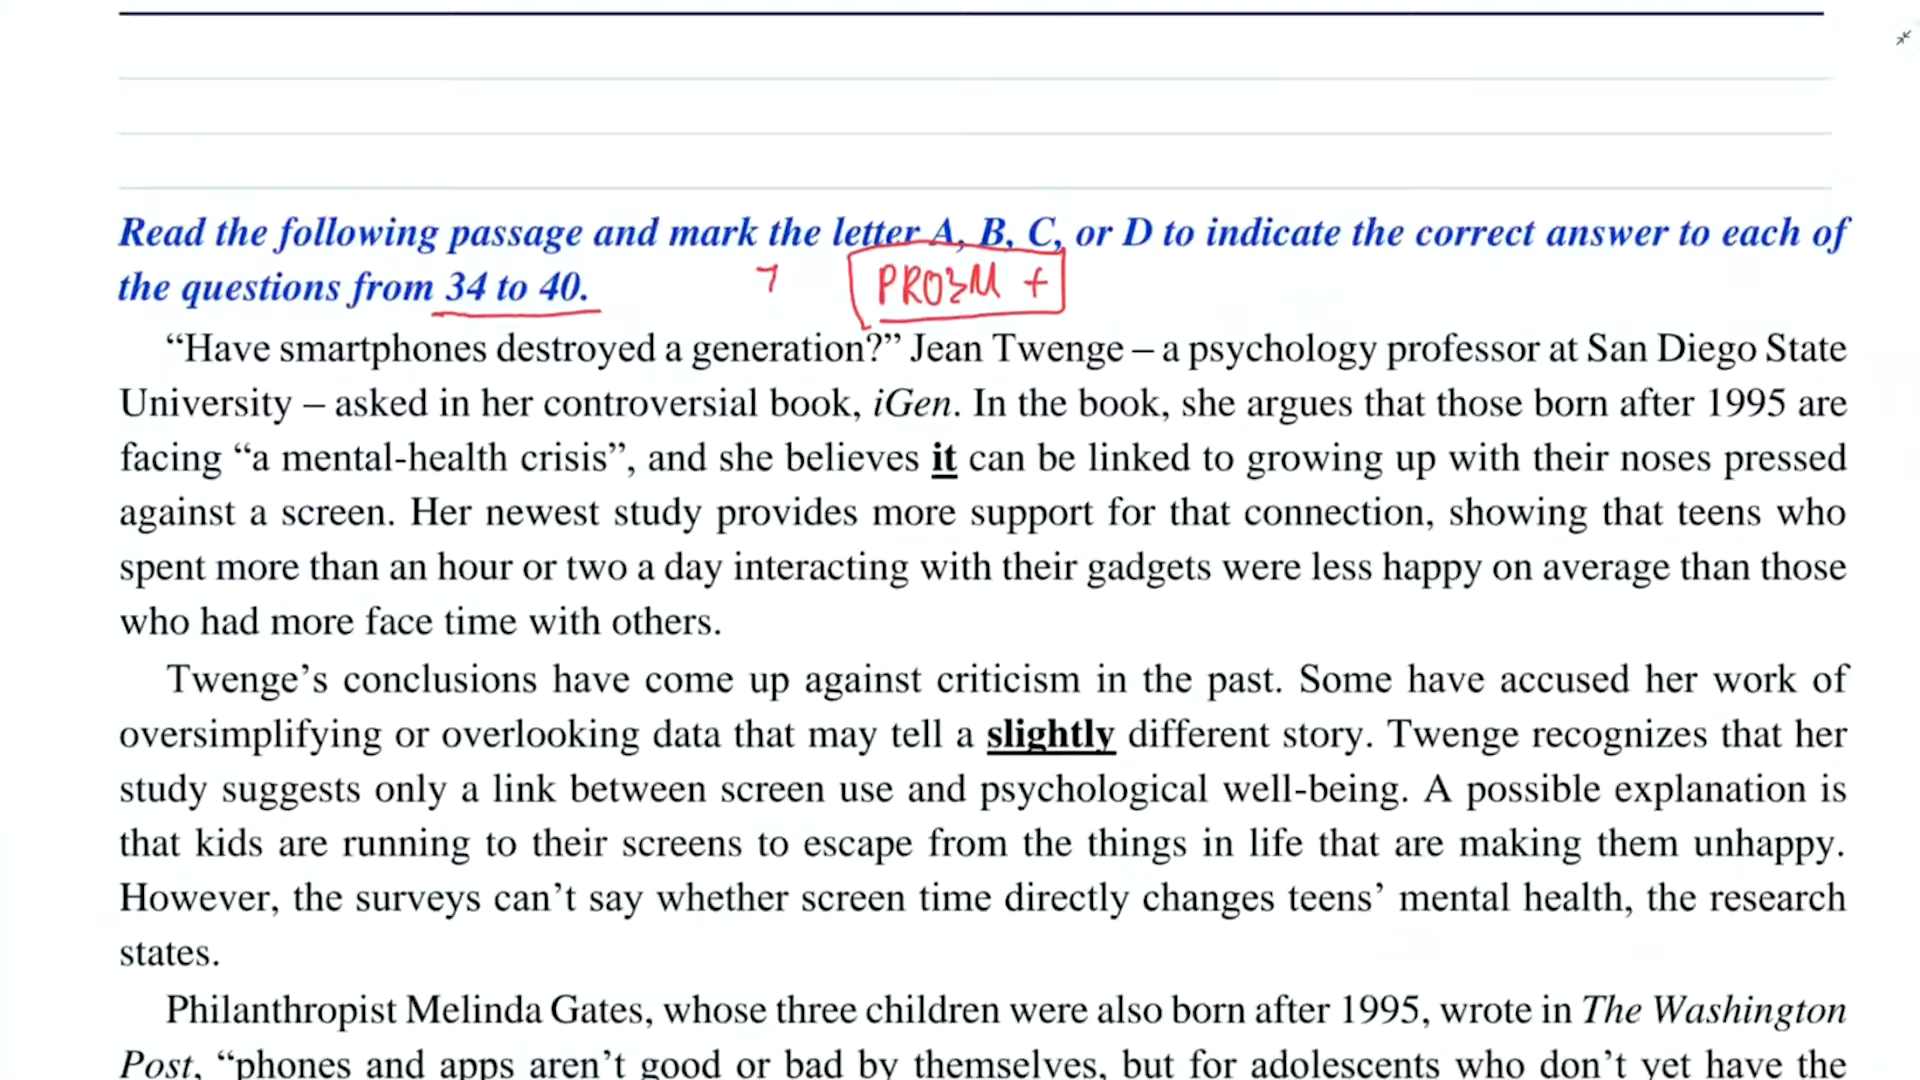 Read the following passage and mark the letter A, B, C, or D to indicate the correct answer to each of
the questions from 34 to 40.
7 PRO3M +
“Have smartphones destroyed a generation?” Jean Twenge – a psychology professor at San Diego State
University – asked in her controversial book, iGen. In the book, she argues that those born after 1995 are
facing “a mental-health crisis”, and she believes it can be linked to growing up with their noses pressed
against a screen. Her newest study provides more support for that connection, showing that teens who
spent more than an hour or two a day interacting with their gadgets were less happy on average than those
who had more face time with others.
Twenge’s conclusions have come up against criticism in the past. Some have accused her work of
oversimplifying or overlooking data that may tell a slightly different story. Twenge recognizes that her
study suggests only a link between screen use and psychological well-being. A possible explanation is
that kids are running to their screens to escape from the things in life that are making them unhappy.
However, the surveys can’t say whether screen time directly changes teens’ mental health, the research
states.
Philanthropist Melinda Gates, whose three children were also born after 1995, wrote in The Washington
Post, “phones and apps aren’t good or bad by themselves, but for adolescents who don’t yet have the